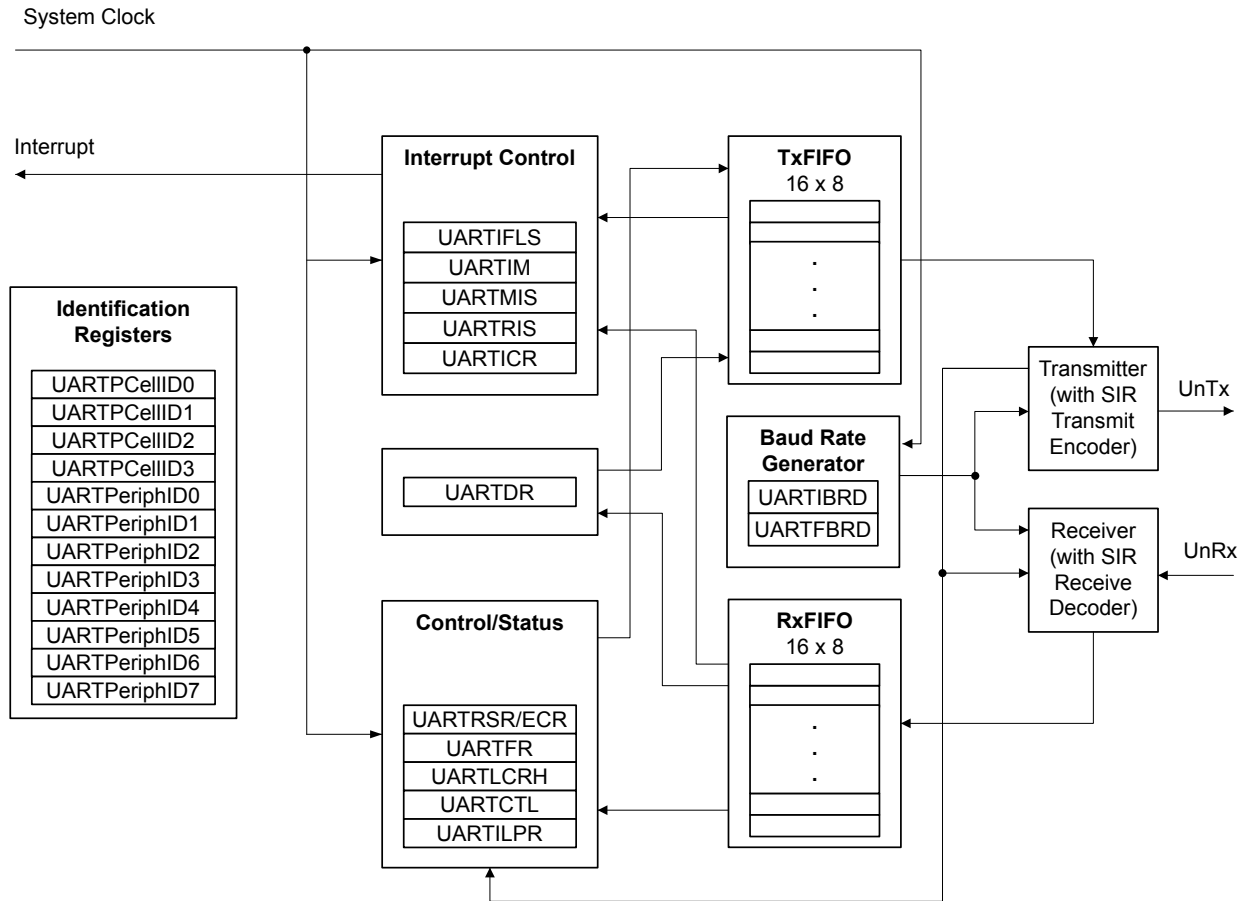 System Clock
Interrupt
Identification
Registers
UARTPCellID0
UARTPCellID1
UARTPCellID2
UARTPCellID3
UARTPeriphID0
UARTPeriphID1
UARTPeriphID2
UARTPeriphID3
UARTPeriphID4
UARTPeriphID5
UARTPeriphID6
UARTPeriphID7
Interrupt Control
UARTIFLS
UARTIM
UARTMIS
UARTRIS
UARTICR
UARTDR
Control/Status
UARTRSR/ECR
UARTFR
UARTLCRH
UARTCTL
UARTILPR
TxFIFO
16 x 8
.
.
.
Baud Rate
Generator
UARTIBRD
UARTFBRD
RxFIFO
16 x 8
.
.
.
Transmitter
(with SIR
Transmit
Encoder)
UnTx
Receiver
(with SIR
Receive
Decoder)
UnRx